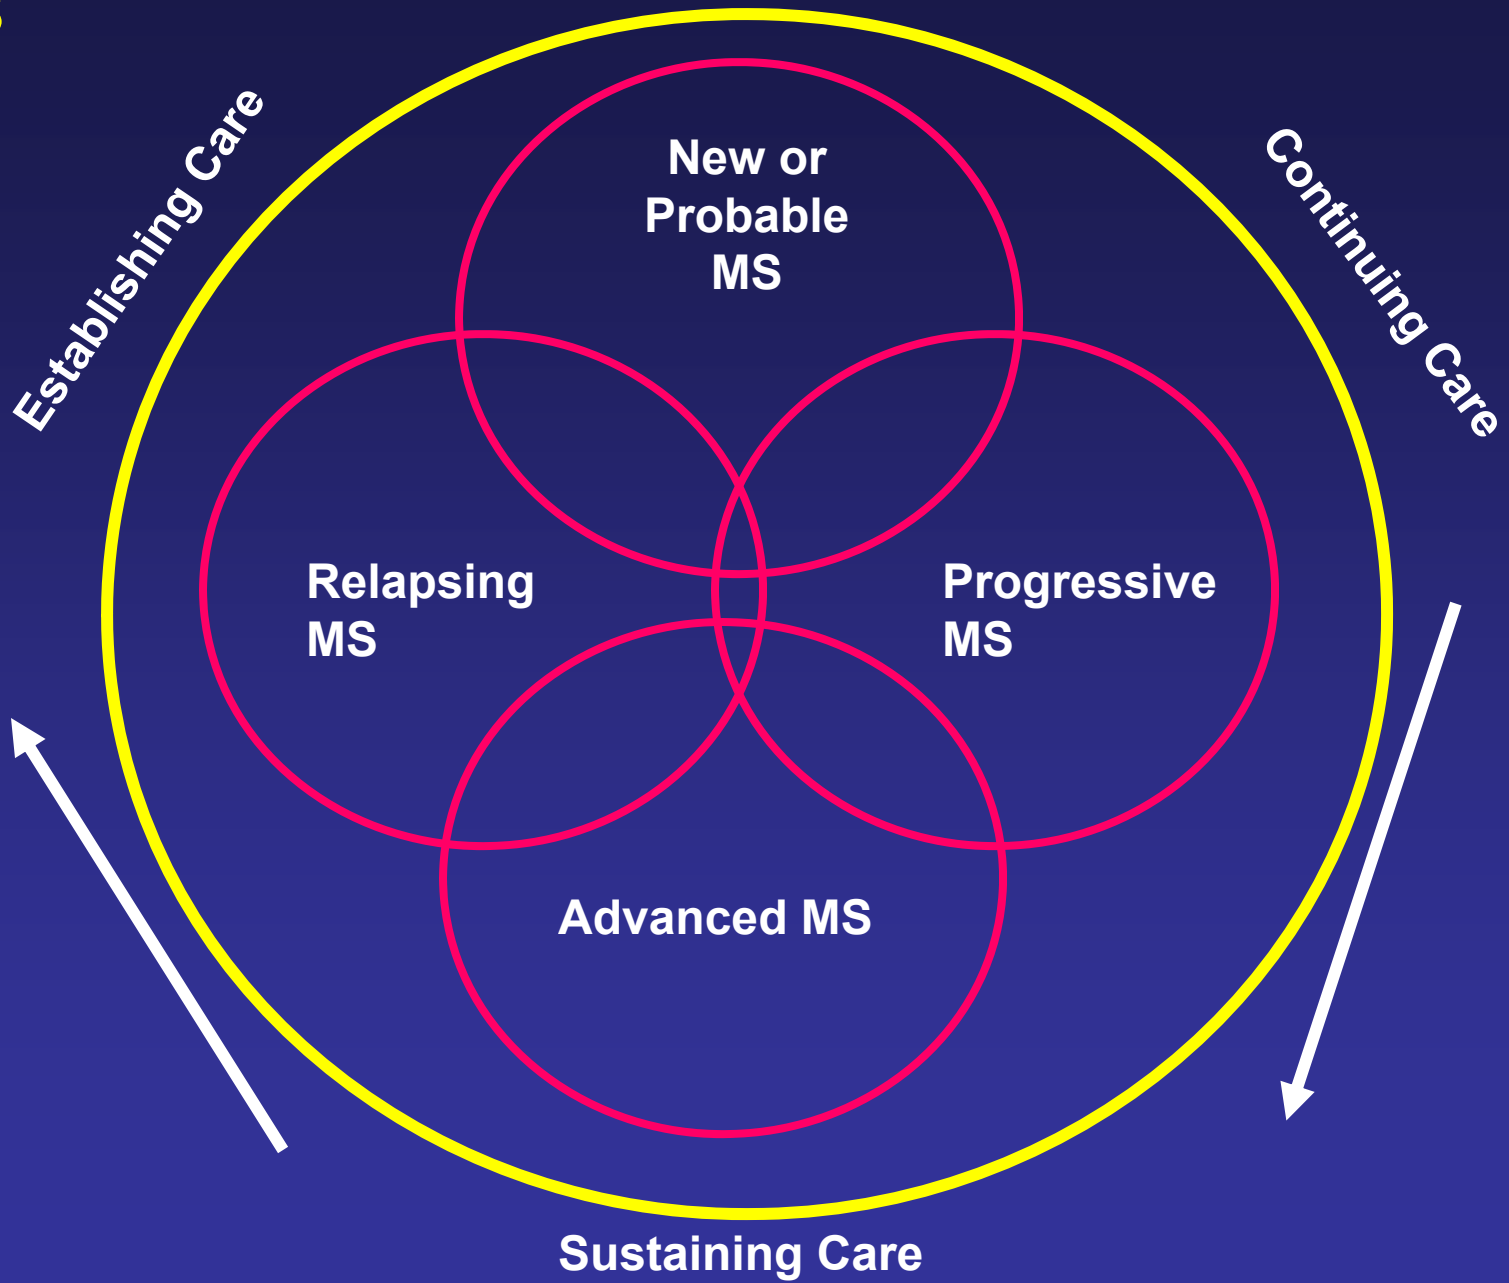 Establishing Care
Continuing Care
New or
Probable
MS
Relapsing
MS
Progressive
MS
Advanced MS
Sustaining Care